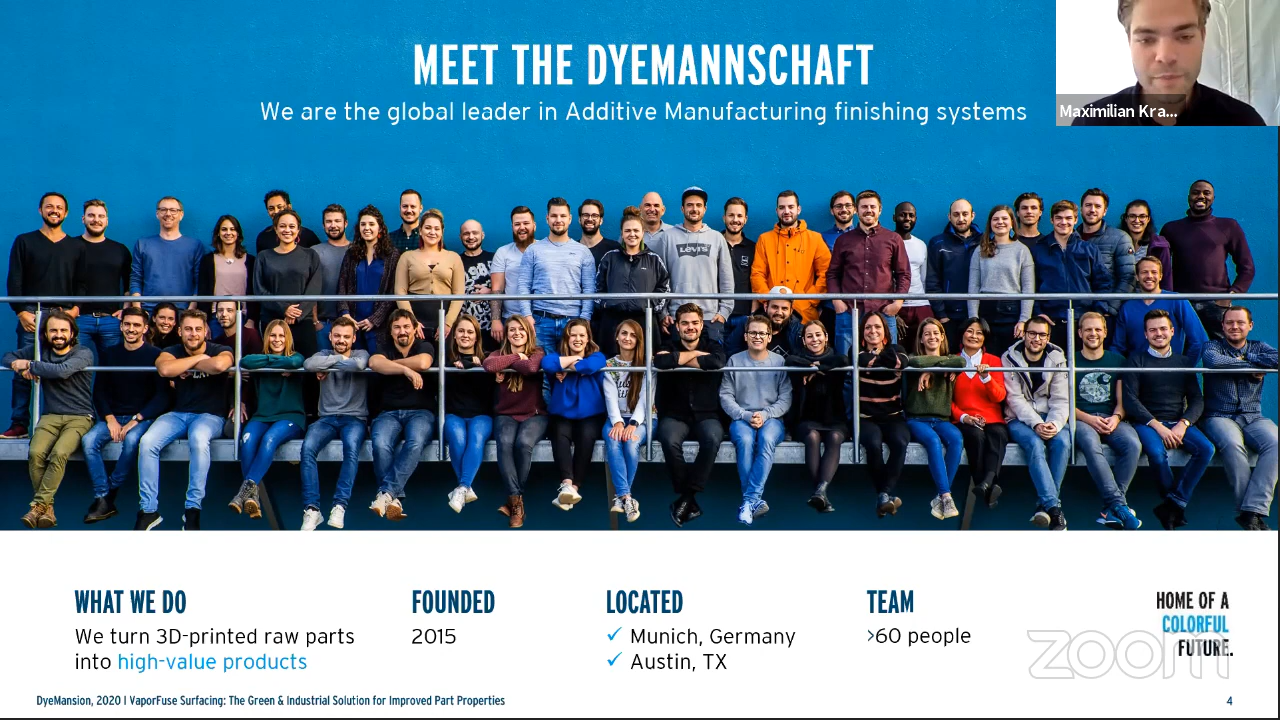 MEET THE DYEMANNSCHAFT
We are the global leader in Additive Manufacturing finishing systems
Maximilian Kra...
LEVI'S
WHAT WE DO
We turn 3D-printed raw parts
into high-value products
FOUNDED
2015
LOCATED
✓ Munich, Germany
✓ Austin, TX
TEAM
>60 people
HOME OF A
COLORFUL
FUTURE.
zoom
DyeMansion, 2020 I VaporFuse Surfacing: The Green & Industrial Solution for Improved Part Properties
4